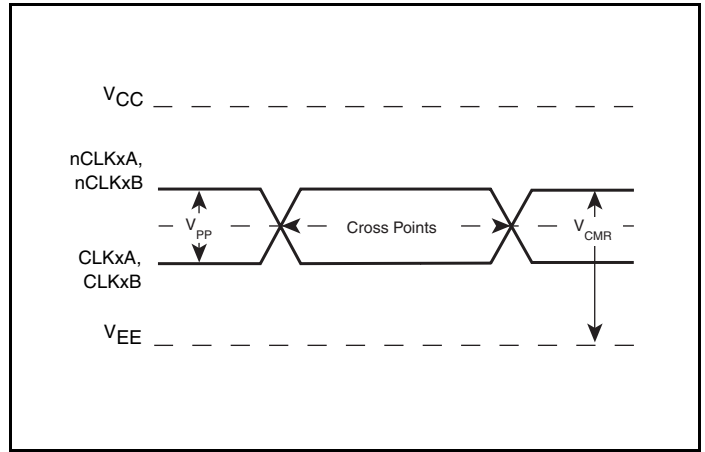 VCC
nCLKxA,
nCLKxB
VPP
Cross Points
VCMR
CLKxA,
CLKxB
VEE